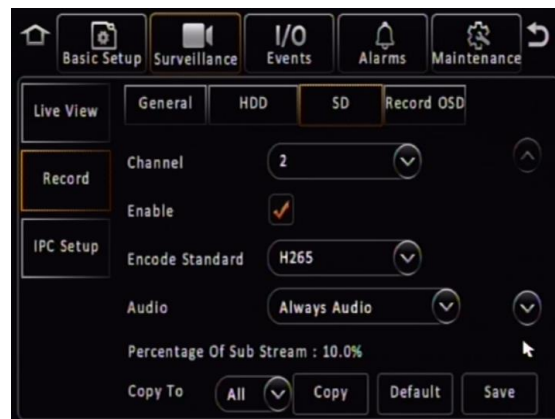 Basic Setup
Surveillance
I/O
Events
Alarms
Maintenance
Live View
General
HDD
SD
Record OSD
Record
Channel
2
Enable
IPC Setup
Encode Standard
H265
Audio
Always Audio
Percentage Of Sub Stream : 10.0%
Copy To
All
Copy
Default
Save